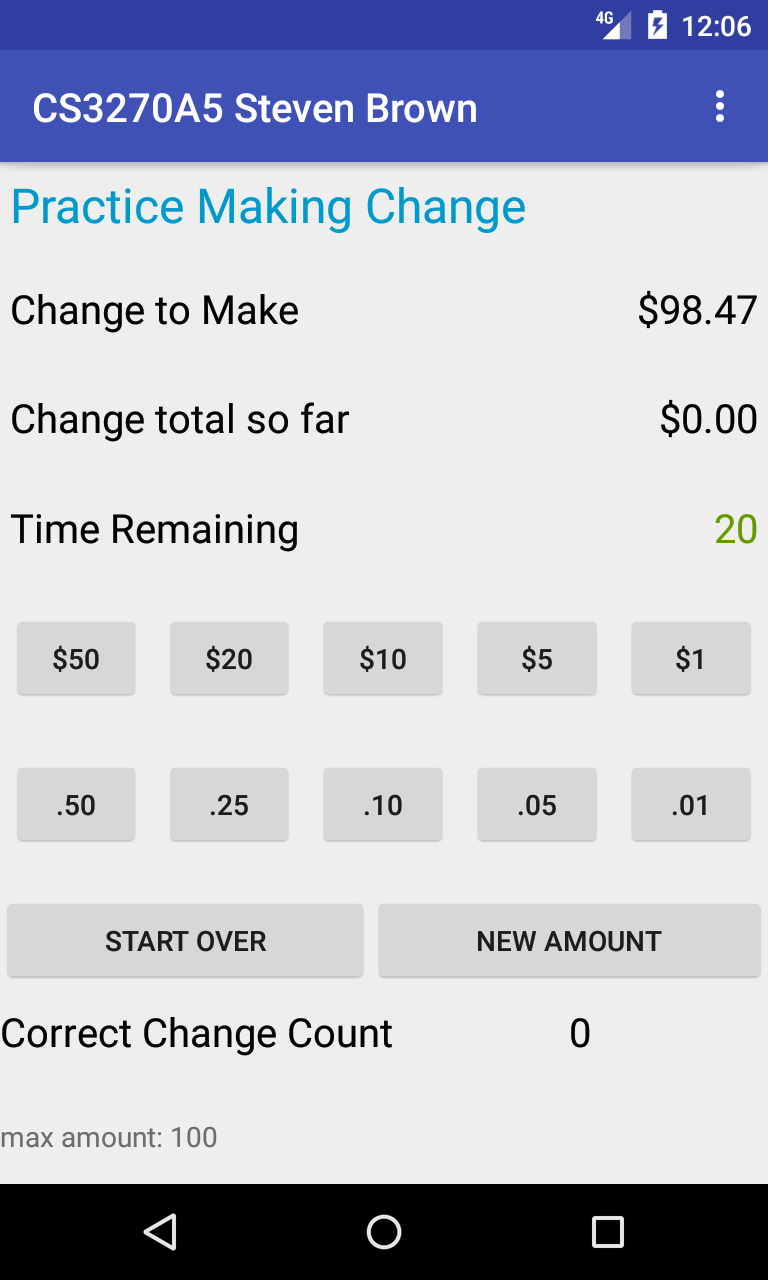 4G 12:06
CS3270A5 Steven Brown
Practice Making Change
Change to Make $98.47
Change total so far $0.00
Time Remaining 20
$50 $20 $10 $5 $1
.50 .25 .10 .05 .01
START OVER NEW AMOUNT
Correct Change Count 0
max amount: 100